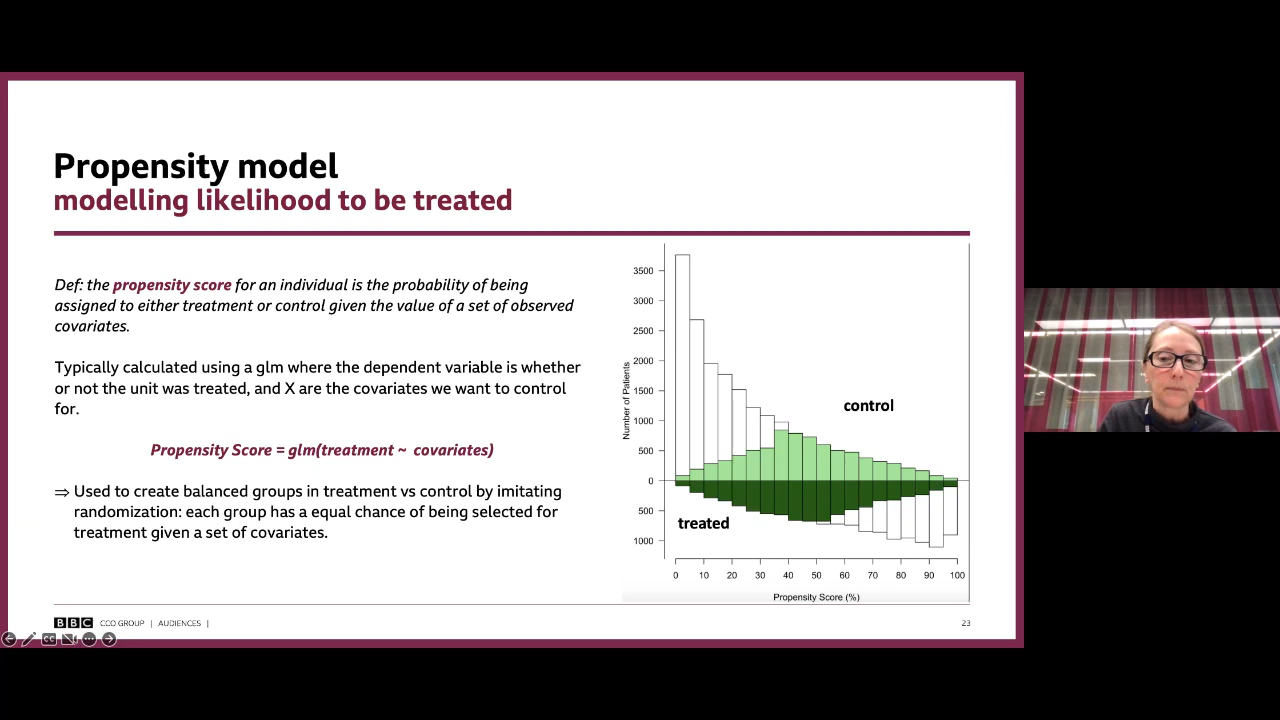 Propensity model
modelling likelihood to be treated
Def: the propensity score for an individual is the probability of being
assigned to either treatment or control given the value of a set of observed
covariates.
Typically calculated using a glm where the dependent variable is whether
or not the unit was treated, and X are the covariates we want to control
for.
Propensity Score = glm(treatment ~ covariates)
⇒ Used to create balanced groups in treatment vs control by imitating
randomization: each group has a equal chance of being selected for
treatment given a set of covariates.
Number of Patients
3500
3000
2500
2000
1500
1000
500
0
500
1000
control
treated
0 10 20 30 40 50 60 70 80 90 100
Propensity Score (%)
BBC CCO GROUP | AUDIENCES |
23
CC